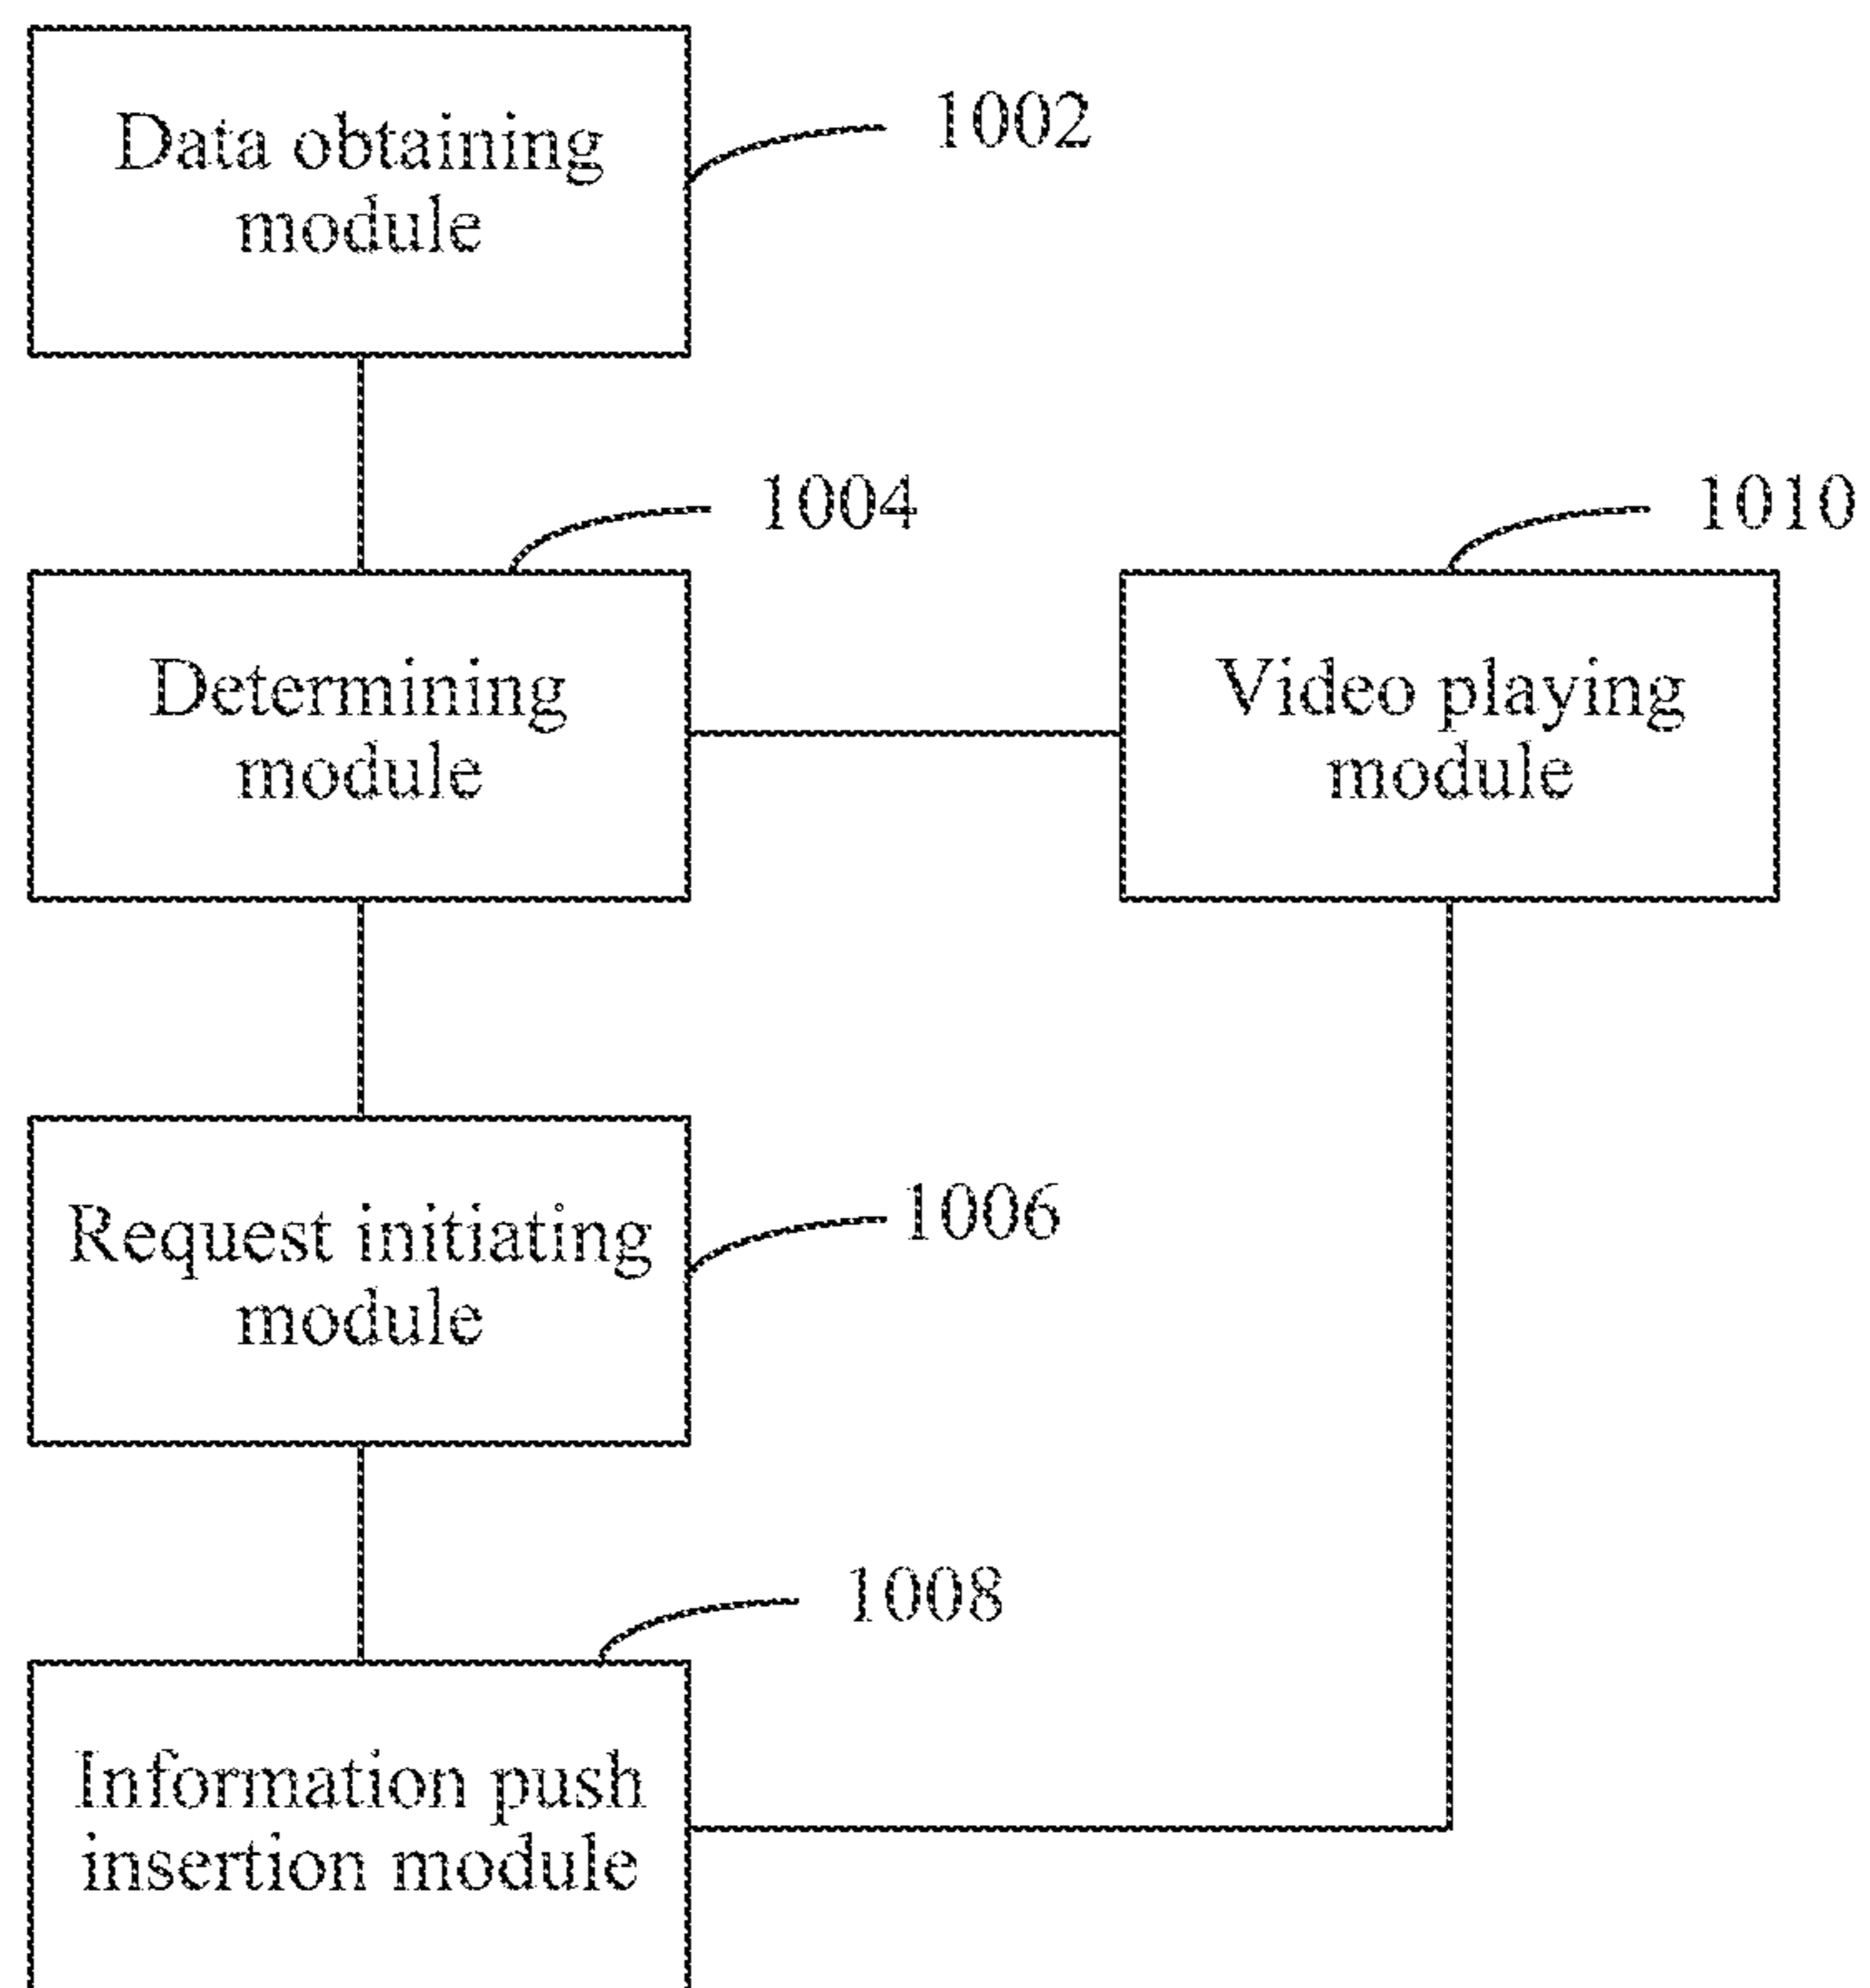 Data obtaining
module
1002
1004
1010
Determining
module
Video playing
module
Request initiating
module
1006
1008
Information push
insertion module